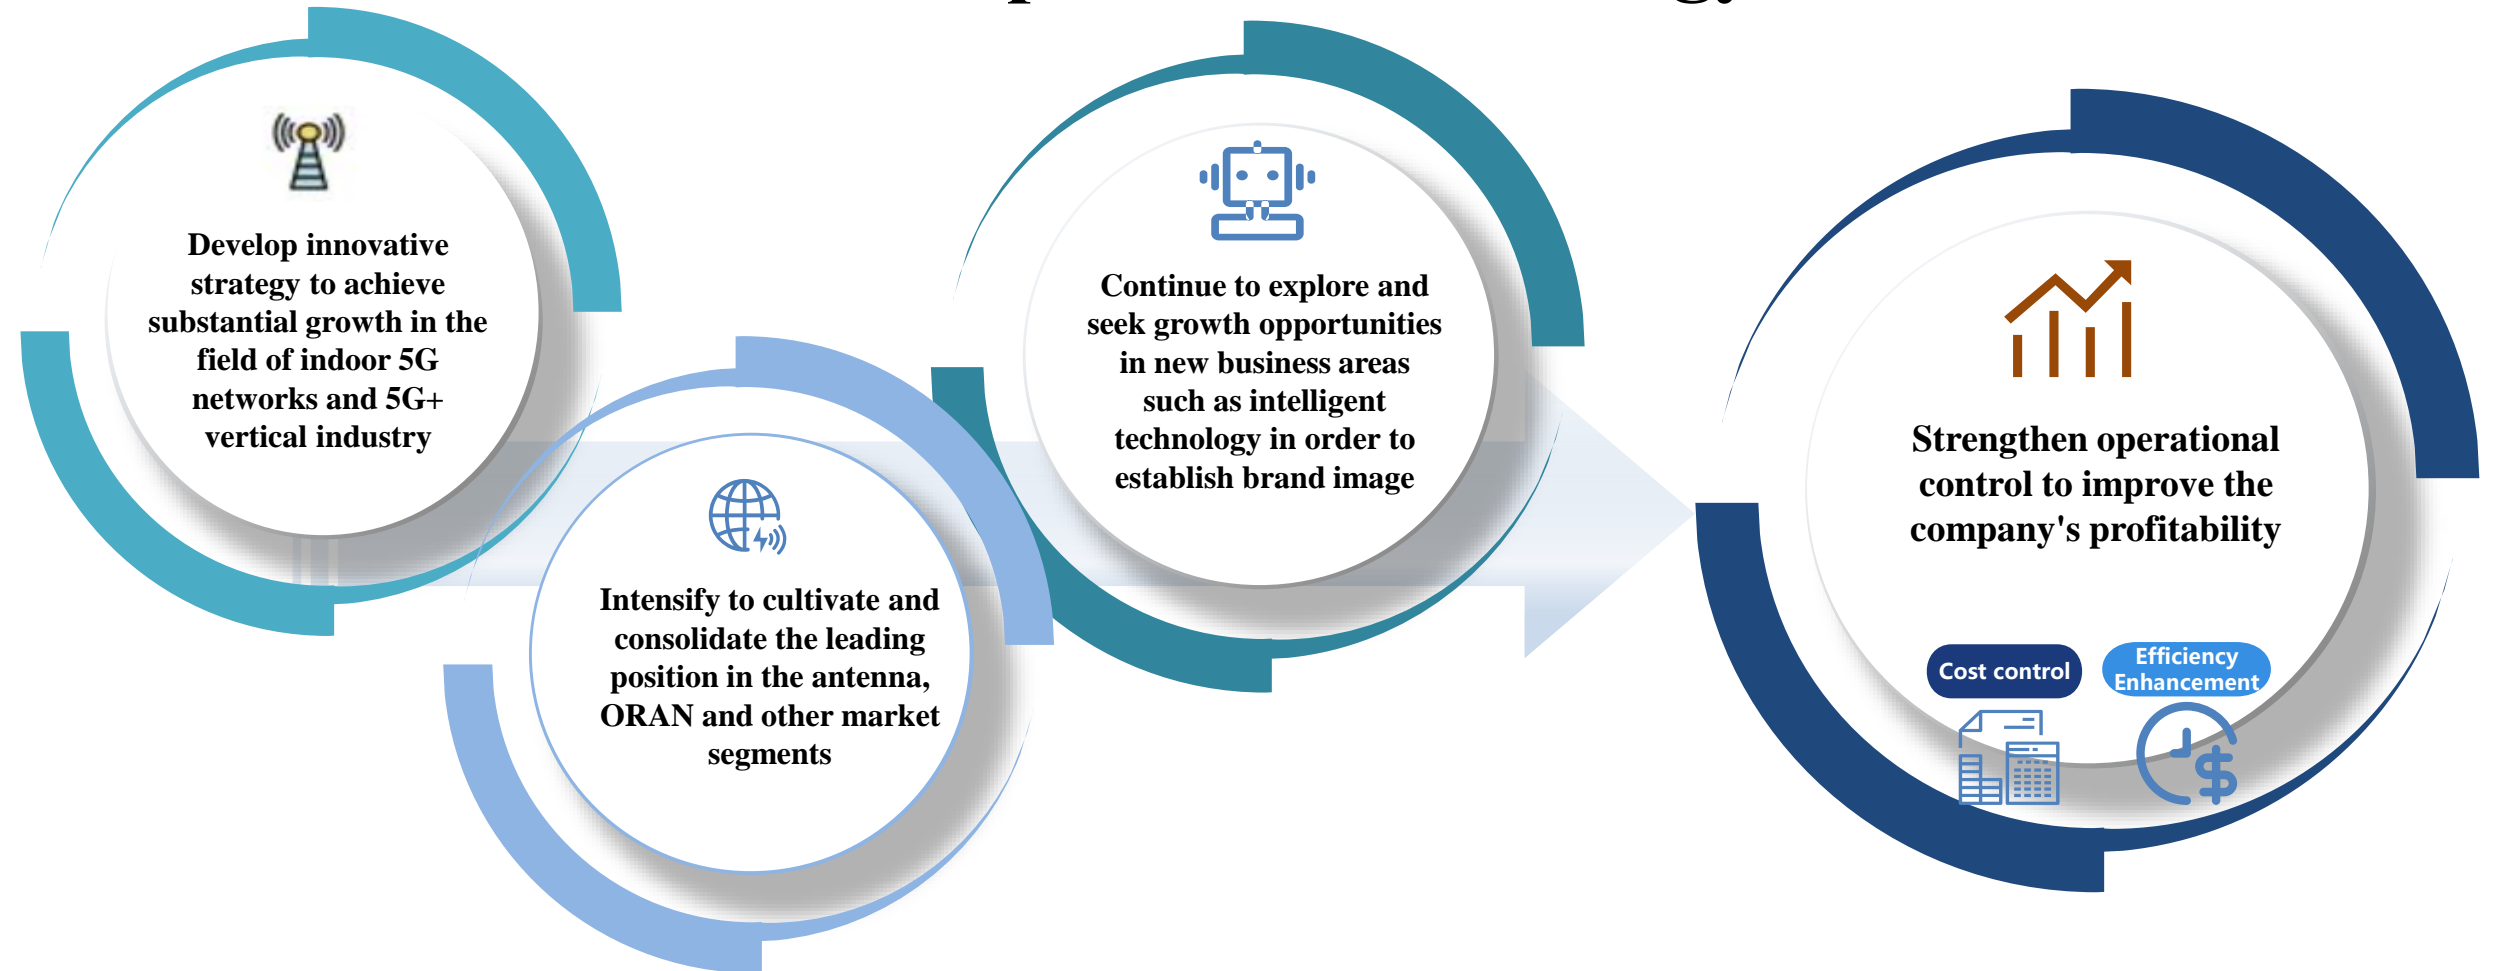 Develop innovative
strategy to achieve
substantial growth in the
field of indoor 5G
networks and 5G+
vertical industry
Intensify to cultivate and
consolidate the leading
position in the antenna,
ORAN and other market
segments
Continue to explore and
seek growth opportunities
in new business areas
such as intelligent
technology in order to
establish brand image
Strengthen operational
control to improve the
company's profitability
Cost control
Efficiency
Enhancement